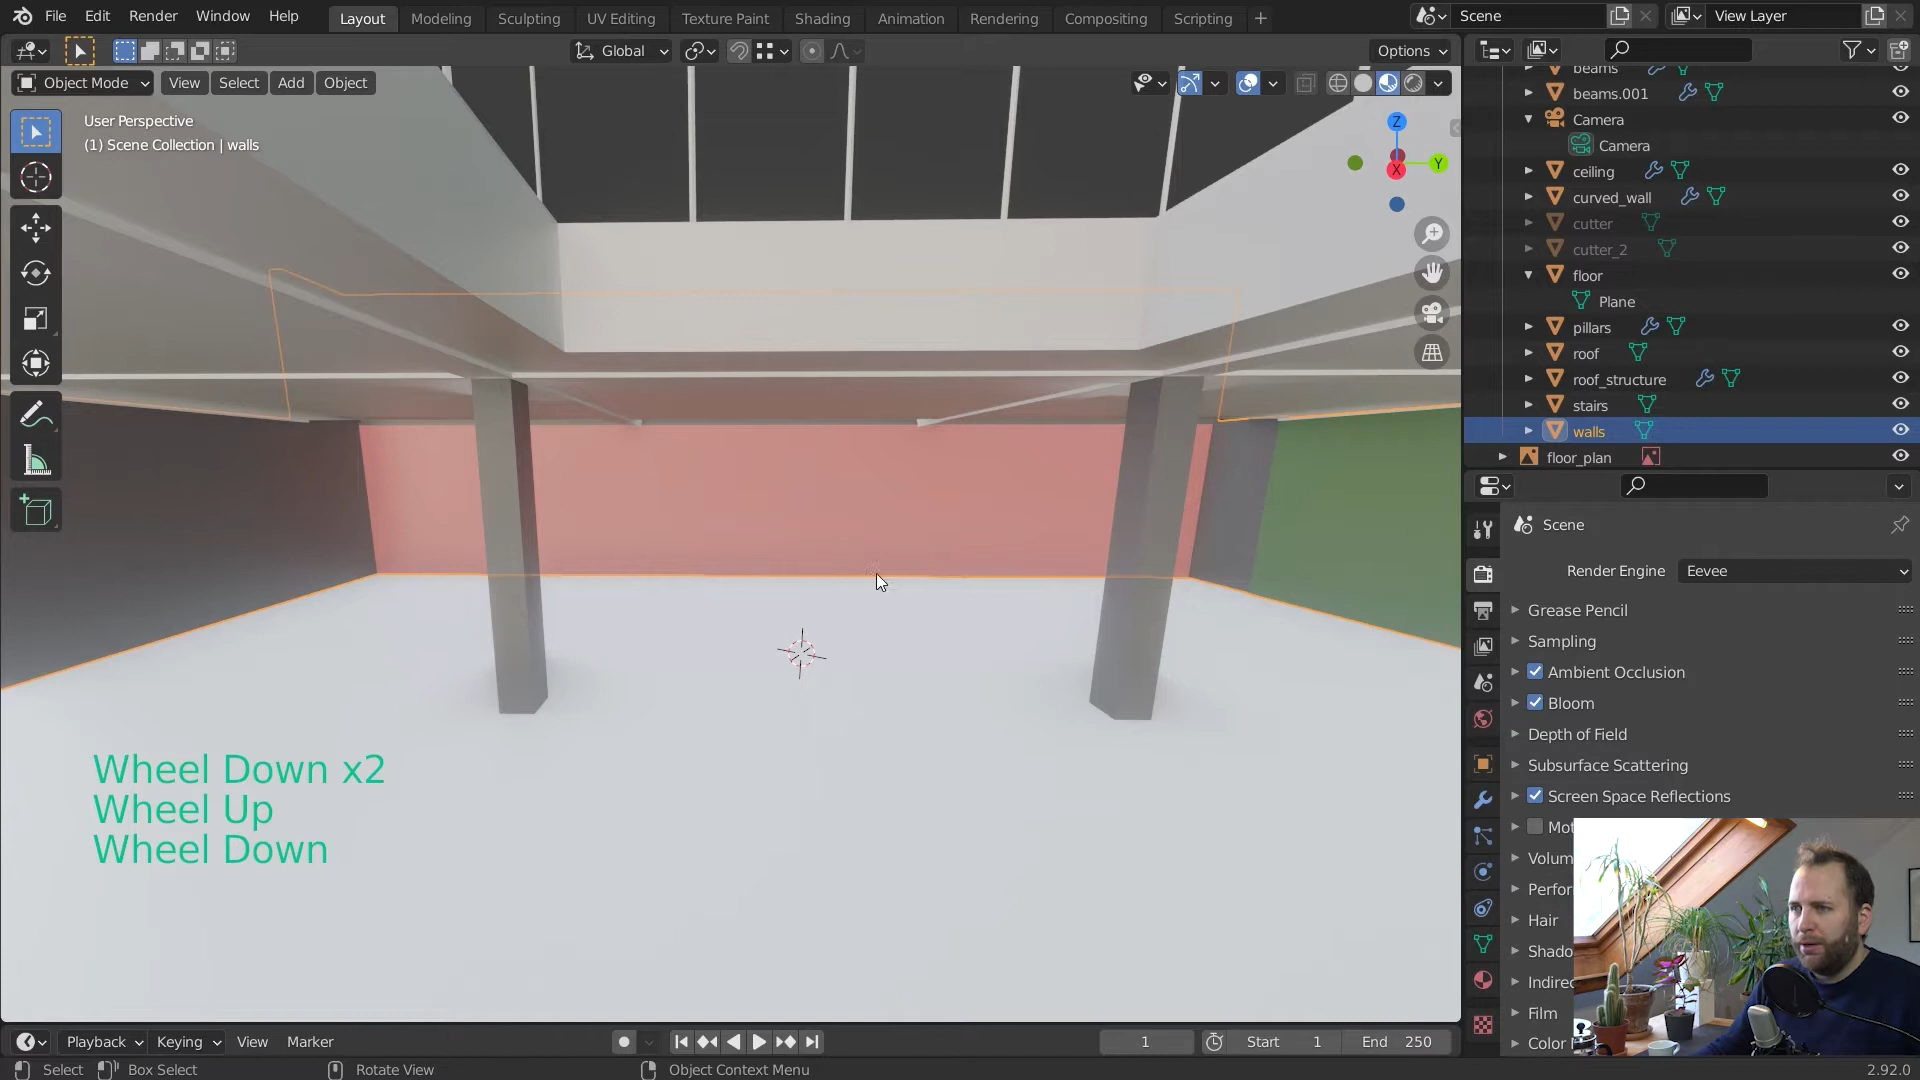 File Edit Render Window Help
Layout Modeling Sculpting UV Editing Texture Paint Shading Animation Rendering Compositing Scripting +
Scene
View Layer
Global
Options
Object Mode View Select Add Object
User Perspective
(1) Scene Collection | walls
Z
Y
X
beams
beams.001
Camera
Camera
ceiling
curved_wall
cutter
cutter_2
floor
Plane
pillars
roof
roof_structure
stairs
walls
floor_plan
Scene
Render Engine Eevee
Grease Pencil
Sampling
Ambient Occlusion
Bloom
Depth of Field
Subsurface Scattering
Screen Space Reflections
Mot
Volum
Perfor
Hair
Shado
Indirec
Film
Color
Wheel Down x2
Wheel Up
Wheel Down
Playback Keying View Marker
1
Start 1
End 250
Select Box Select Rotate View Object Context Menu
2.92.0